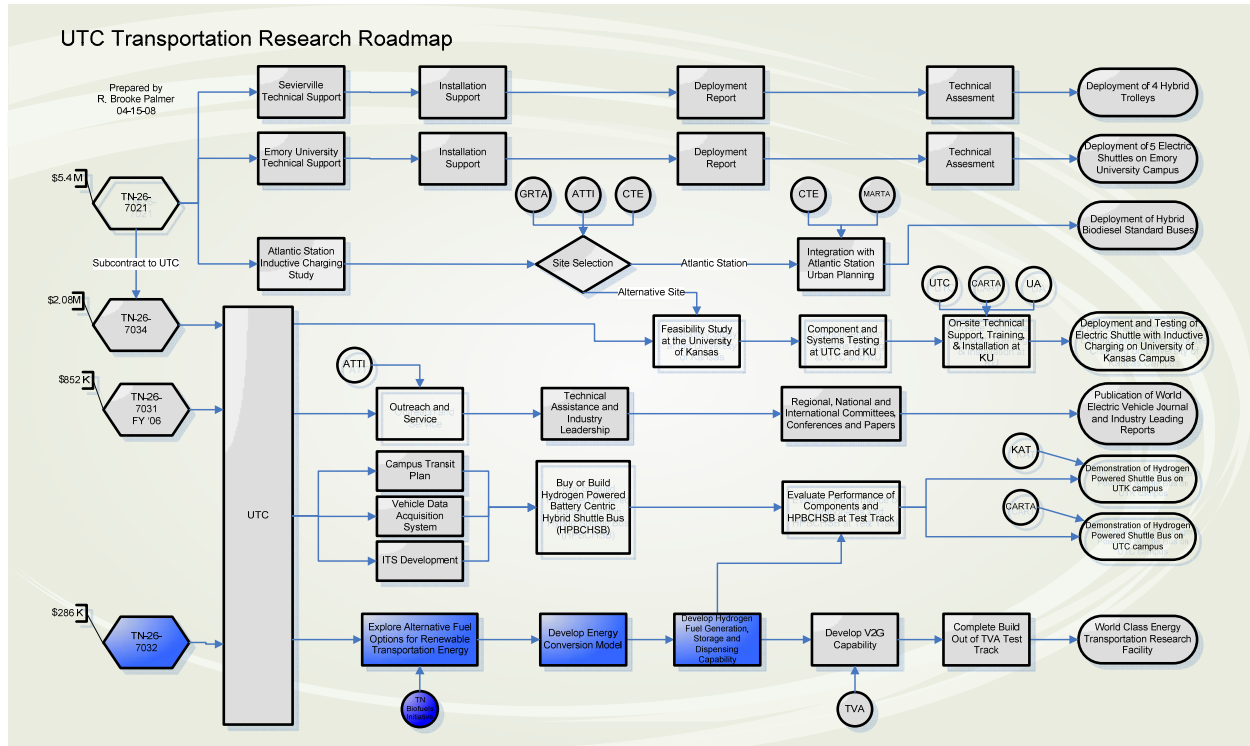 UTC Transportation Research Roadmap
Prepared by
R. Brooke Palmer
04-15-08
Sevierville
Technical Support
Installation
Support
Deployment
Report
Technical
Assesment
Deployment of 4 Hybrid
Trolleys
Emory University
Technical Support
Installation
Support
Deployment
Report
Technical
Assesment
Deployment of 5 Electric
Shuttles on Emory
University Campus
$5.4 M
TN-26-
7021
GRTA
ATTI
CTE
CTE
MARTA
Deployment of Hybrid
Biodiesel Standard Buses
Subcontract to UTC
Atlantic Station
Inductive Charging
Study
Site Selection
Atlantic Station
Integration with
Atlantic Station
Urban Planning
Alternative Site
UTC
CARTA
UA
$2.08M
TN-26-
7034
Feasibility Study
at the University
of Kansas
Component and
Systems Testing
at UTC and KU
On-site Technical
Support, Training,
& Installation at
KU
Deployment and Testing of
Electric Shuttle with Inductive
Charging on University of
Kansas Campus
ATTI
$852 K
TN-26-
7031
FY '06
Outreach and
Service
Technical
Assistance and
Industry
Leadership
Regional, National and
International Committees,
Conferences and Papers
Publication of World
Electric Vehicle Journal
and Industry Leading
Reports
KAT
Campus Transit
Plan
Vehicle Data
Acquisition
System
ITS Development
Buy or Build
Hydrogen Powered
Battery Centric
Hybrid Shuttle Bus
(HPBCHSB)
Evaluate Performance of
Components and
HPBCHSB at Test Track
Demonstration of Hydrogen
Powered Shuttle Bus on
UTK campus
CARTA
Demonstration of Hydrogen
Powered Shuttle Bus on
UTC campus
UTC
$286 K
TN-26-
7032
Explore Alternative Fuel
Options for Renewable
Transportation Energy
Develop Energy
Conversion Model
Develop Hydrogen
Fuel Generation,
Storage and
Dispensing
Capability
Develop V2G
Capability
Complete Build
Out of TVA Test
Track
World Class Energy
Transportation Research
Facility
TN
Biofuels
Initiative
TVA